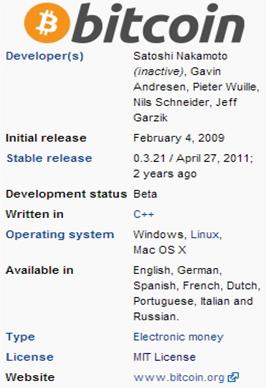 bitcoin
Developer(s) Satoshi Nakamoto
(inactive), Gavin
Andresen, Pieter Wuille,
Nils Schneider, Jeff
Garzik
Initial release February 4, 2009
Stable release 0.3.21 / April 27, 2011;
2 years ago
Development status Beta
Written in C++
Operating system Windows, Linux,
Mac OS X
Available in English, German,
Spanish, French, Dutch,
Portuguese, Italian and
Russian.
Type Electronic money
License MIT License
Website www.bitcoin.org